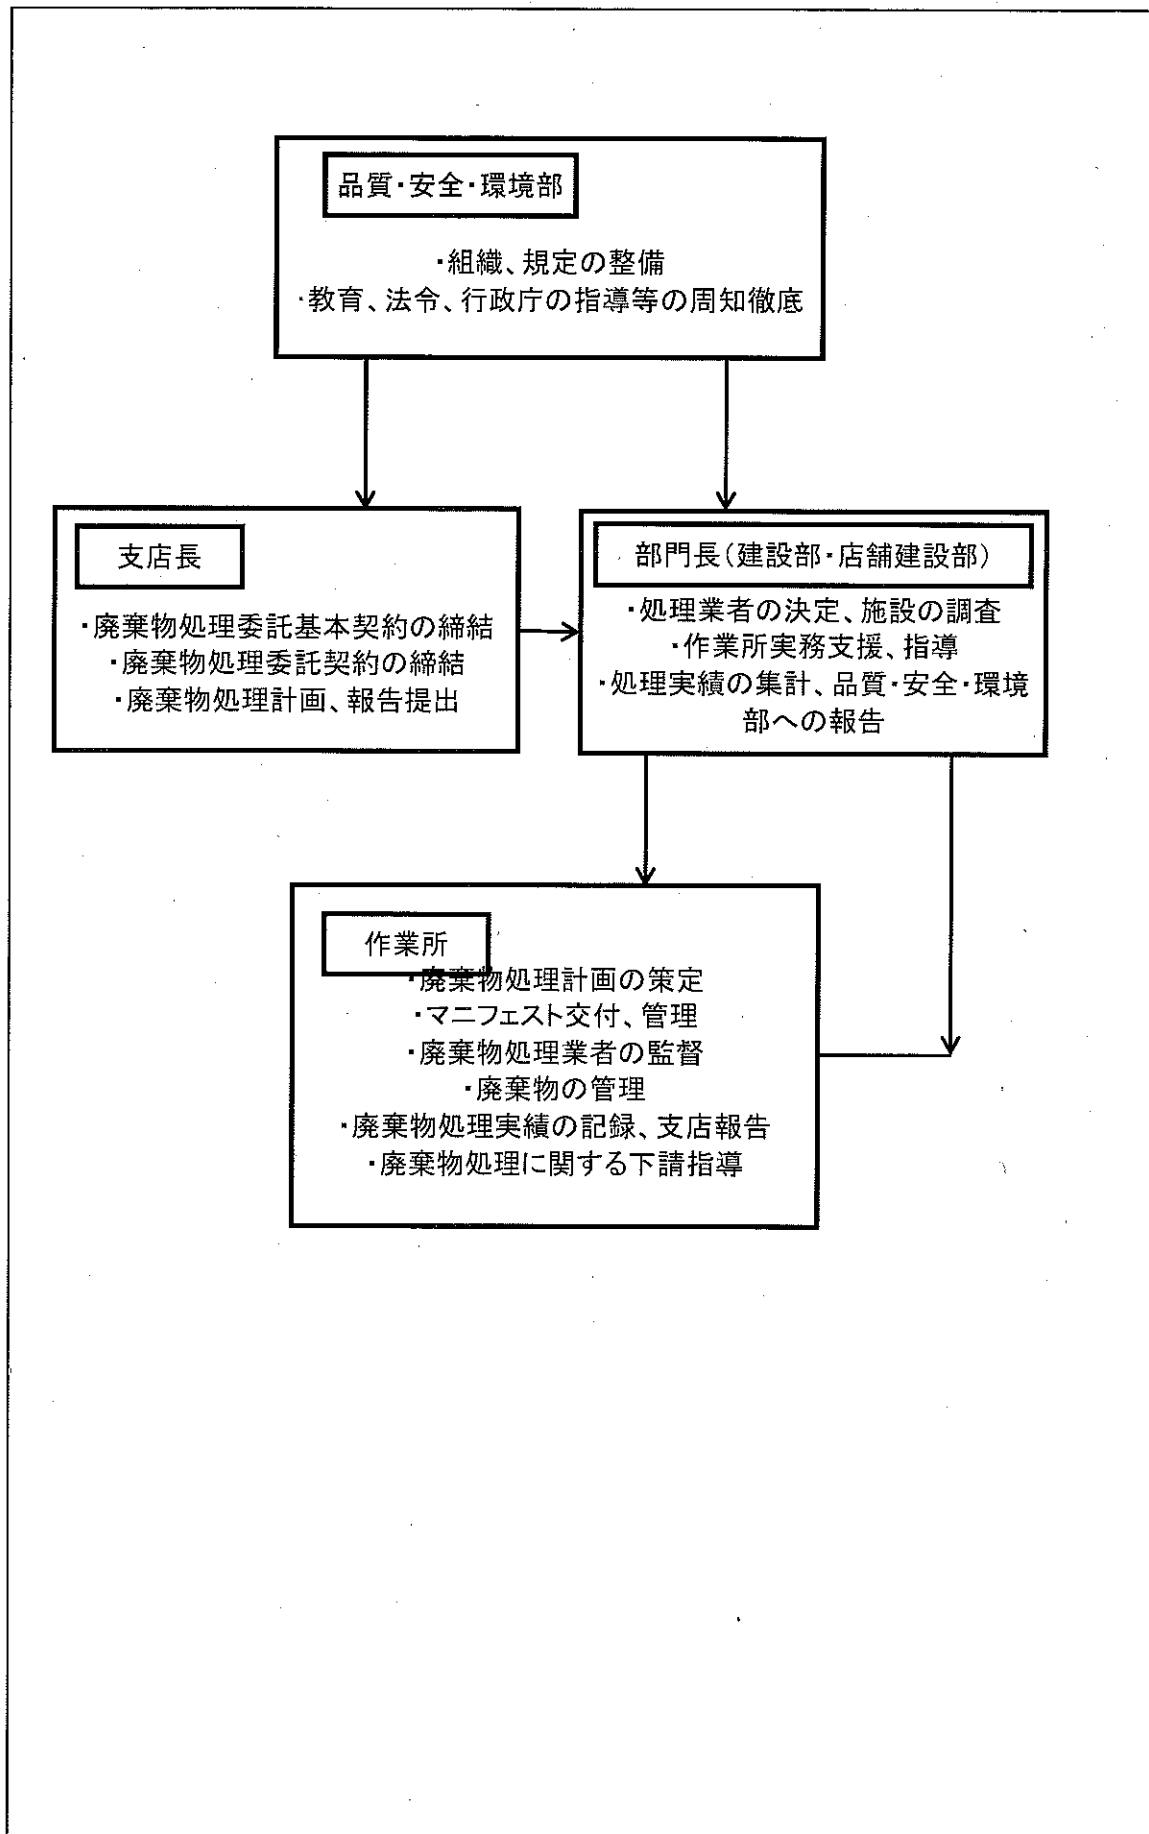 品質・安全・環境部
・組織、規定の整備
・教育、法令、行政庁の指導等の周知徹底
支店長
・廃棄物処理委託基本契約の締結
・廃棄物処理委託契約の締結
・廃棄物処理計画、報告提出
部門長（建設部・店舗建設部）
・処理業者の決定、施設の調査
・作業所実務支援、指導
・処理実績の集計、品質・安全・環境
部への報告
作業所
・廃棄物処理計画の策定
・マニフェスト交付、管理
・廃棄物処理業者の監督
・廃棄物の管理
・廃棄物処理実績の記録、支店報告
・廃棄物処理に関する下請指導